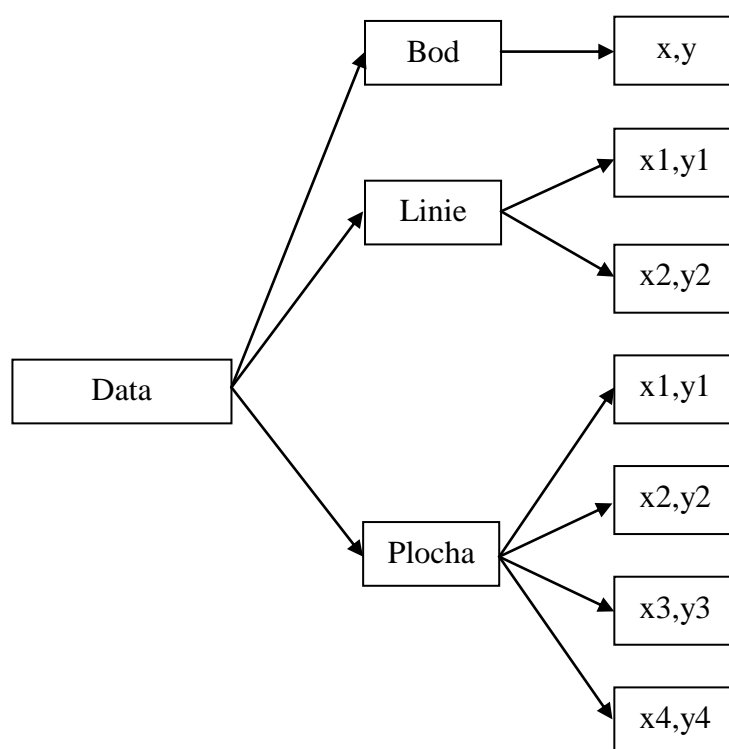 Bod
x,y
x1,y1
Linie
x2,y2
Data
x1,y1
x2,y2
Plocha
x3,y3
x4,y4